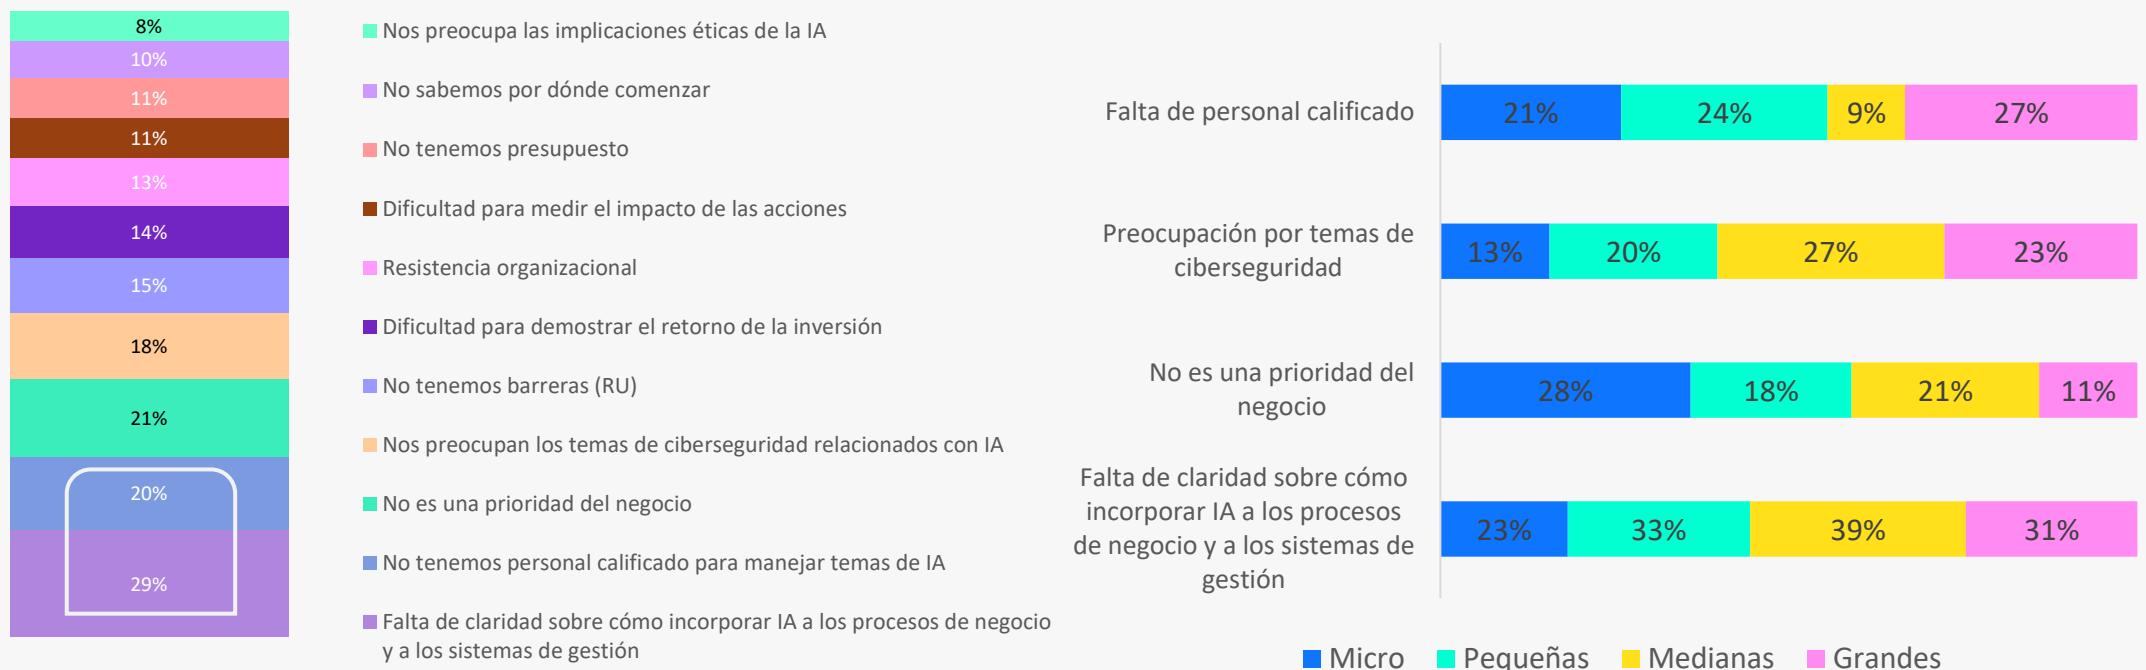 8%
10%
11%
11%
13%
14%
15%
18%
21%
20%
29%
Nos preocupa las implicaciones éticas de la IA
No sabemos por dónde comenzar
No tenemos presupuesto
Dificultad para medir el impacto de las acciones
Resistencia organizacional
Dificultad para demostrar el retorno de la inversión
No tenemos barreras (RU)
Nos preocupan los temas de ciberseguridad relacionados con IA
No es una prioridad del negocio
No tenemos personal calificado para manejar temas de IA
Falta de claridad sobre cómo incorporar IA a los procesos de negocio
y a los sistemas de gestión
Falta de personal calificado
21% 24% 9% 27%
Preocupación por temas de
ciberseguridad
13% 20% 27% 23%
No es una prioridad del
negocio
28% 18% 21% 11%
Falta de claridad sobre cómo
incorporar IA a los procesos
de negocio y a los sistemas de
gestión
23% 33% 39% 31%
Micro Pequeñas Medianas Grandes